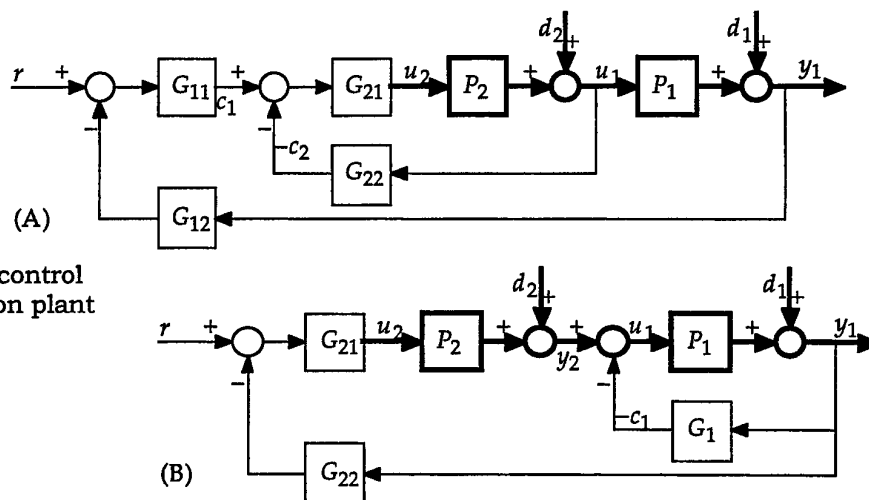 d₂ + d₁ +
r + G₁₁ + G₂₁ u₂ P₂ + u₁ P₁ + y₁
c₁
− − −c₂
G₂₂
(A) G₁₂
control
on plant
d₂ + d₁ +
r + G₂₁ u₂ P₂ + + u₁ P₁ + y₁
y₂
− − −c₁ G₁
(B) G₂₂